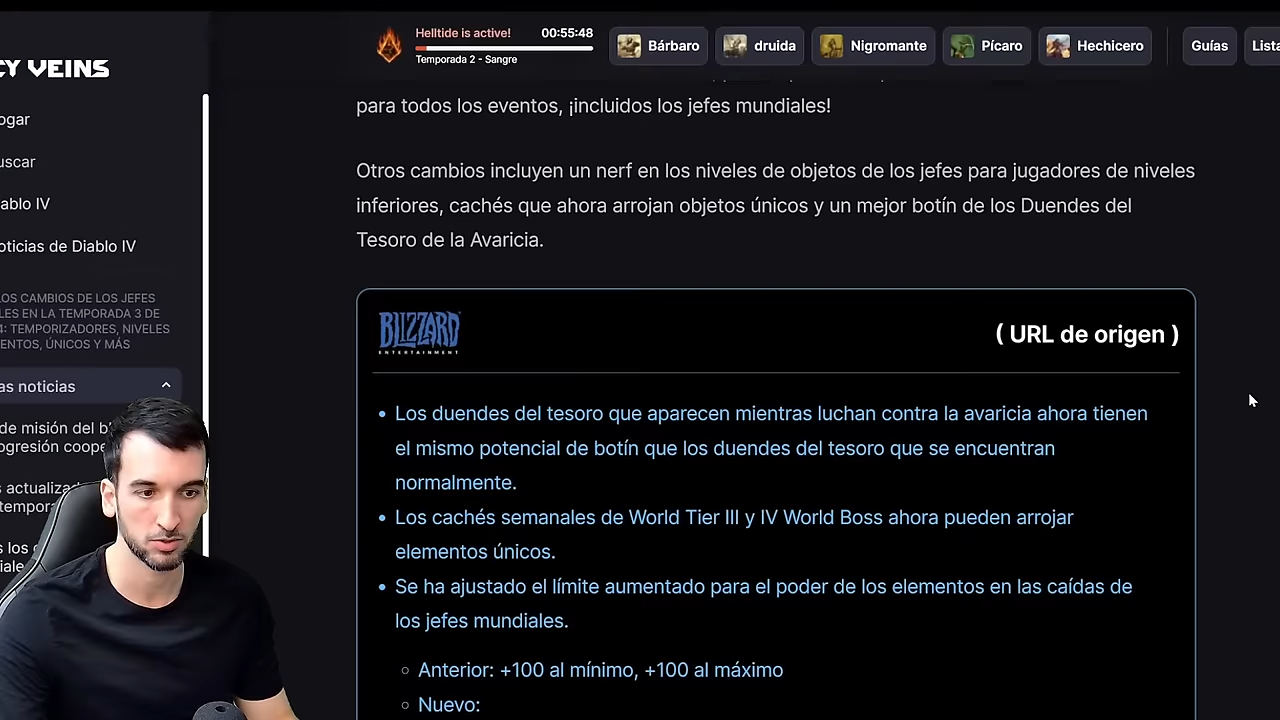 Helltide is active!
00:55:48
Temporada 2 - Sangre
Bárbaro
druida
Nigromante
Pícaro
Hechicero
Guías
Lista
CY VEINS
ogar
uscar
ablo IV
oticias de Diablo IV
OS CAMBIOS DE LOS JEFES
LES EN LA TEMPORADA 3 DE
4: TEMPORIZADORES, NIVELES
ENTOS, ÚNICOS Y MÁS
as noticias
de misión del b
ogresión coope
s actualiza
tempora
s los
iale
para todos los eventos, ¡incluidos los jefes mundiales!
Otros cambios incluyen un nerf en los niveles de objetos de los jefes para jugadores de niveles
inferiores, cachés que ahora arrojan objetos únicos y un mejor botín de los Duendes del
Tesoro de la Avaricia.
BLIZZARD
ENTERTAINMENT
( URL de origen )
• Los duendes del tesoro que aparecen mientras luchan contra la avaricia ahora tienen
el mismo potencial de botín que los duendes del tesoro que se encuentran
normalmente.
• Los cachés semanales de World Tier III y IV World Boss ahora pueden arrojar
elementos únicos.
• Se ha ajustado el límite aumentado para el poder de los elementos en las caídas de
los jefes mundiales.
◦ Anterior: +100 al mínimo, +100 al máximo
◦ Nuevo: